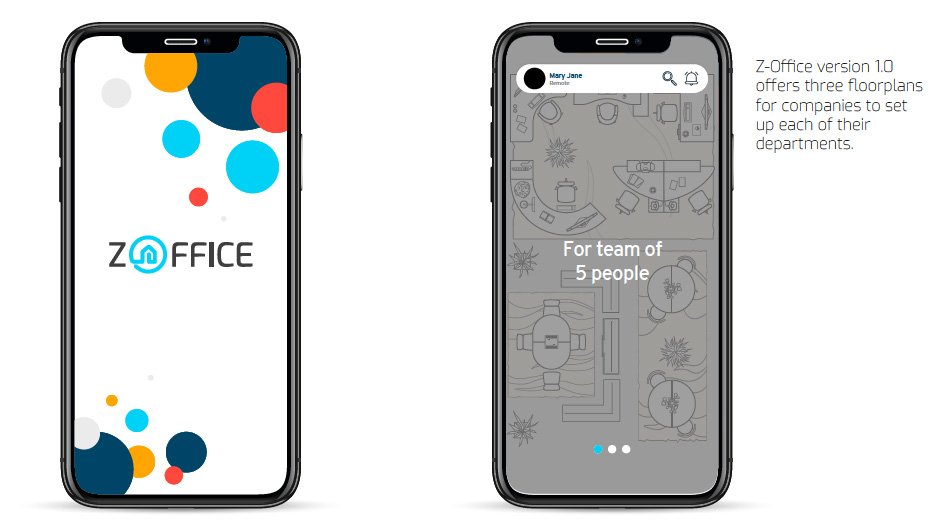 ZOFFICE
Mary Jane
Remote
For team of
5 people
Z-Office version 1.0
offers three floorplans
for companies to set
up each of their
departments.